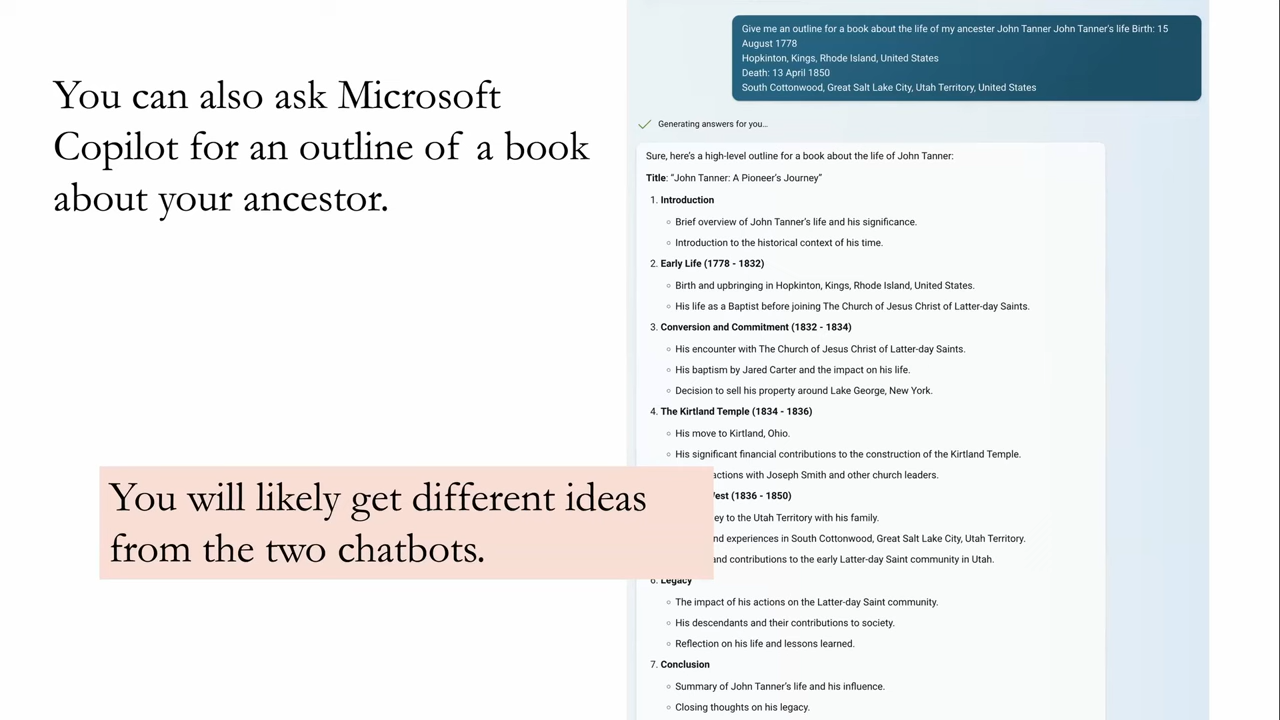 You can also ask Microsoft
Copilot for an outline of a book
about your ancestor.
You will likely get different ideas
from the two chatbots.
Give me an outline for a book about the life of my ancester John Tanner John Tanner's life Birth: 15
August 1778
Hopkinton, Kings, Rhode Island, United States
Death: 13 April 1850
South Cottonwood, Great Salt Lake City, Utah Territory, United States
Generating answers for you...
Sure, here's a high-level outline for a book about the life of John Tanner:
Title: "John Tanner: A Pioneer's Journey"
1. Introduction
Brief overview of John Tanner's life and his significance.
Introduction to the historical context of his time.
2. Early Life (1778 - 1832)
Birth and upbringing in Hopkinton, Kings, Rhode Island, United States.
His life as a Baptist before joining The Church of Jesus Christ of Latter-day Saints.
3. Conversion and Commitment (1832 - 1834)
His encounter with The Church of Jesus Christ of Latter-day Saints.
His baptism by Jared Carter and the impact on his life.
Decision to sell his property around Lake George, New York.
4. The Kirtland Temple (1834 - 1836)
His move to Kirtland, Ohio.
His significant financial contributions to the construction of the Kirtland Temple.
actions with Joseph Smith and other church leaders.
(1836 - 1850)
to the Utah Territory with his family.
experiences in South Cottonwood, Great Salt Lake City, Utah Territory.
and contributions to the early Latter-day Saint community in Utah.
6. Legacy
The impact of his actions on the Latter-day Saint community.
His descendants and their contributions to society.
Reflection on his life and lessons learned.
7. Conclusion
Summary of John Tanner's life and his influence.
Closing thoughts on his legacy.